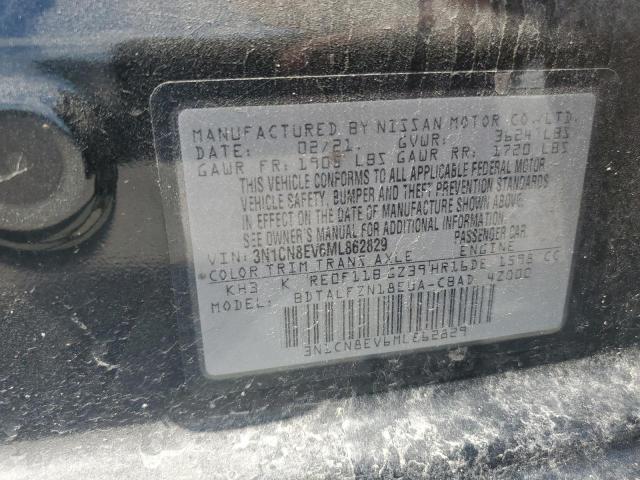 MANUFACTURED BY NISSAN MOTOR CO., LTD.
DATE: 02/21. GVWR: 3624 LBS
GAWR FR: 1905 LBS GAWR RR: 1720 LBS
THIS VEHICLE CONFORMS TO ALL APPLICABLE FEDERAL MOTOR
VEHICLE SAFETY, BUMPER AND THEFT PREVENTION STANDARDS
IN EFFECT ON THE DATE OF MANUFACTURE SHOWN ABOVE.
SEE OWNER'S MANUAL FOR ADDITIONAL INFORMATION.
VIN: 3N1CN8EV6ML862829 PASSENGER CAR
COLOR TRIM TRANS AXLE ENGINE
KH3 K RE0F11B GZ39 HR16DE 1598 CC
MODEL: BDTALFZN18EUA-CBAD 4Z000
3N1CN8EV6ML862829